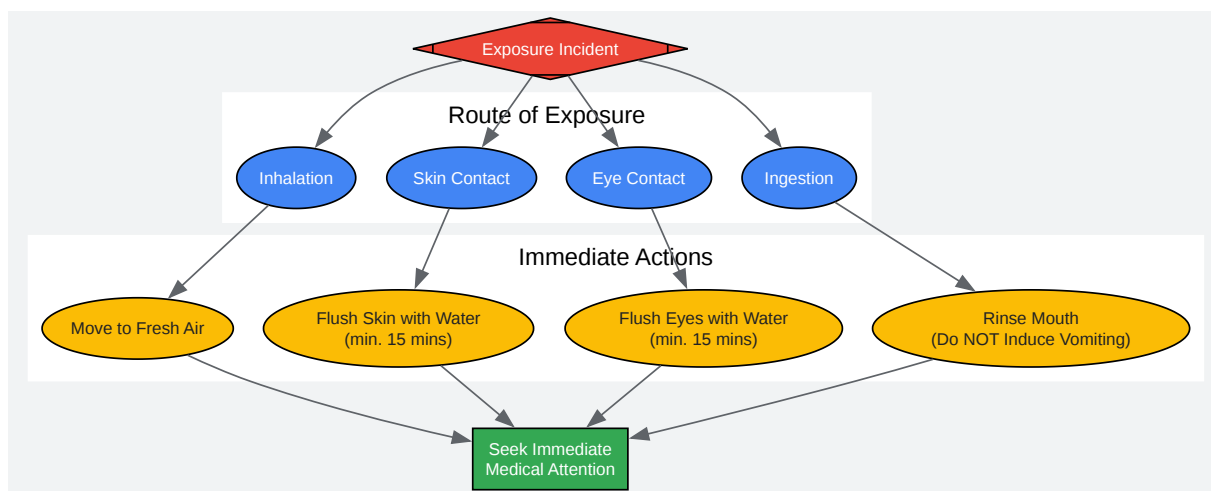 Exposure Incident
Route of Exposure
Inhalation
Skin Contact
Eye Contact
Ingestion
Immediate Actions
Move to Fresh Air
Flush Skin with Water
(min. 15 mins)
Flush Eyes with Water
(min. 15 mins)
Rinse Mouth
(Do NOT Induce Vomiting)
Seek Immediate
Medical Attention